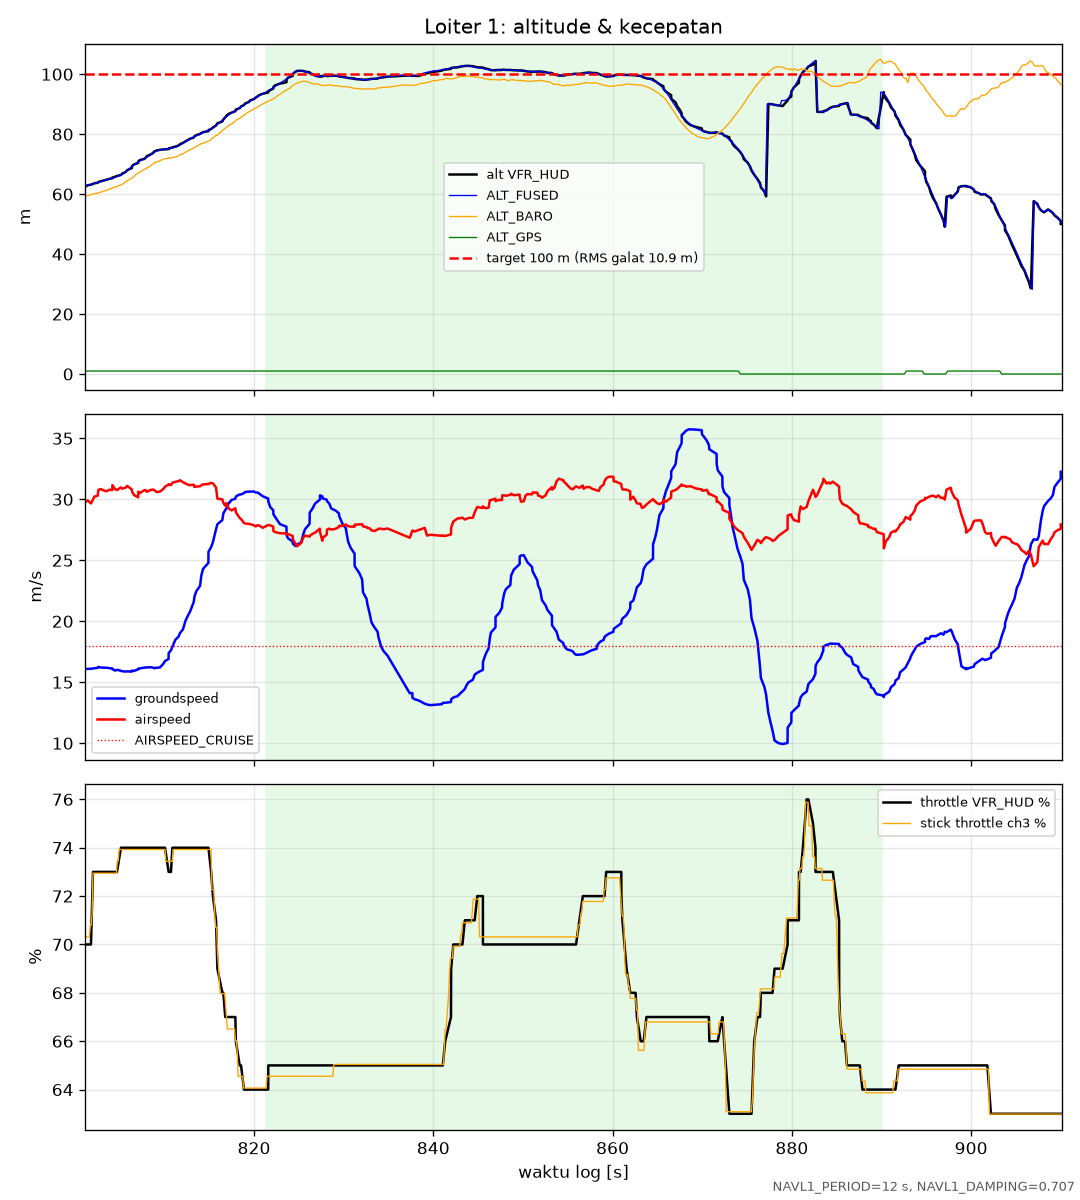 Loiter 1: altitude & kecepatan
100
80
60
40
20
0
m
alt VFR_HUD
ALT_FUSED
ALT_BARO
ALT_GPS
target 100 m (RMS galat 10.9 m)
35
30
25
20
15
10
m/s
groundspeed
airspeed
AIRSPEED_CRUISE
76
74
72
70
68
66
64
%
throttle VFR_HUD %
stick throttle ch3 %
820
840
860
880
900
waktu log [s]
NAVL1_PERIOD=12 s, NAVL1_DAMPING=0.707